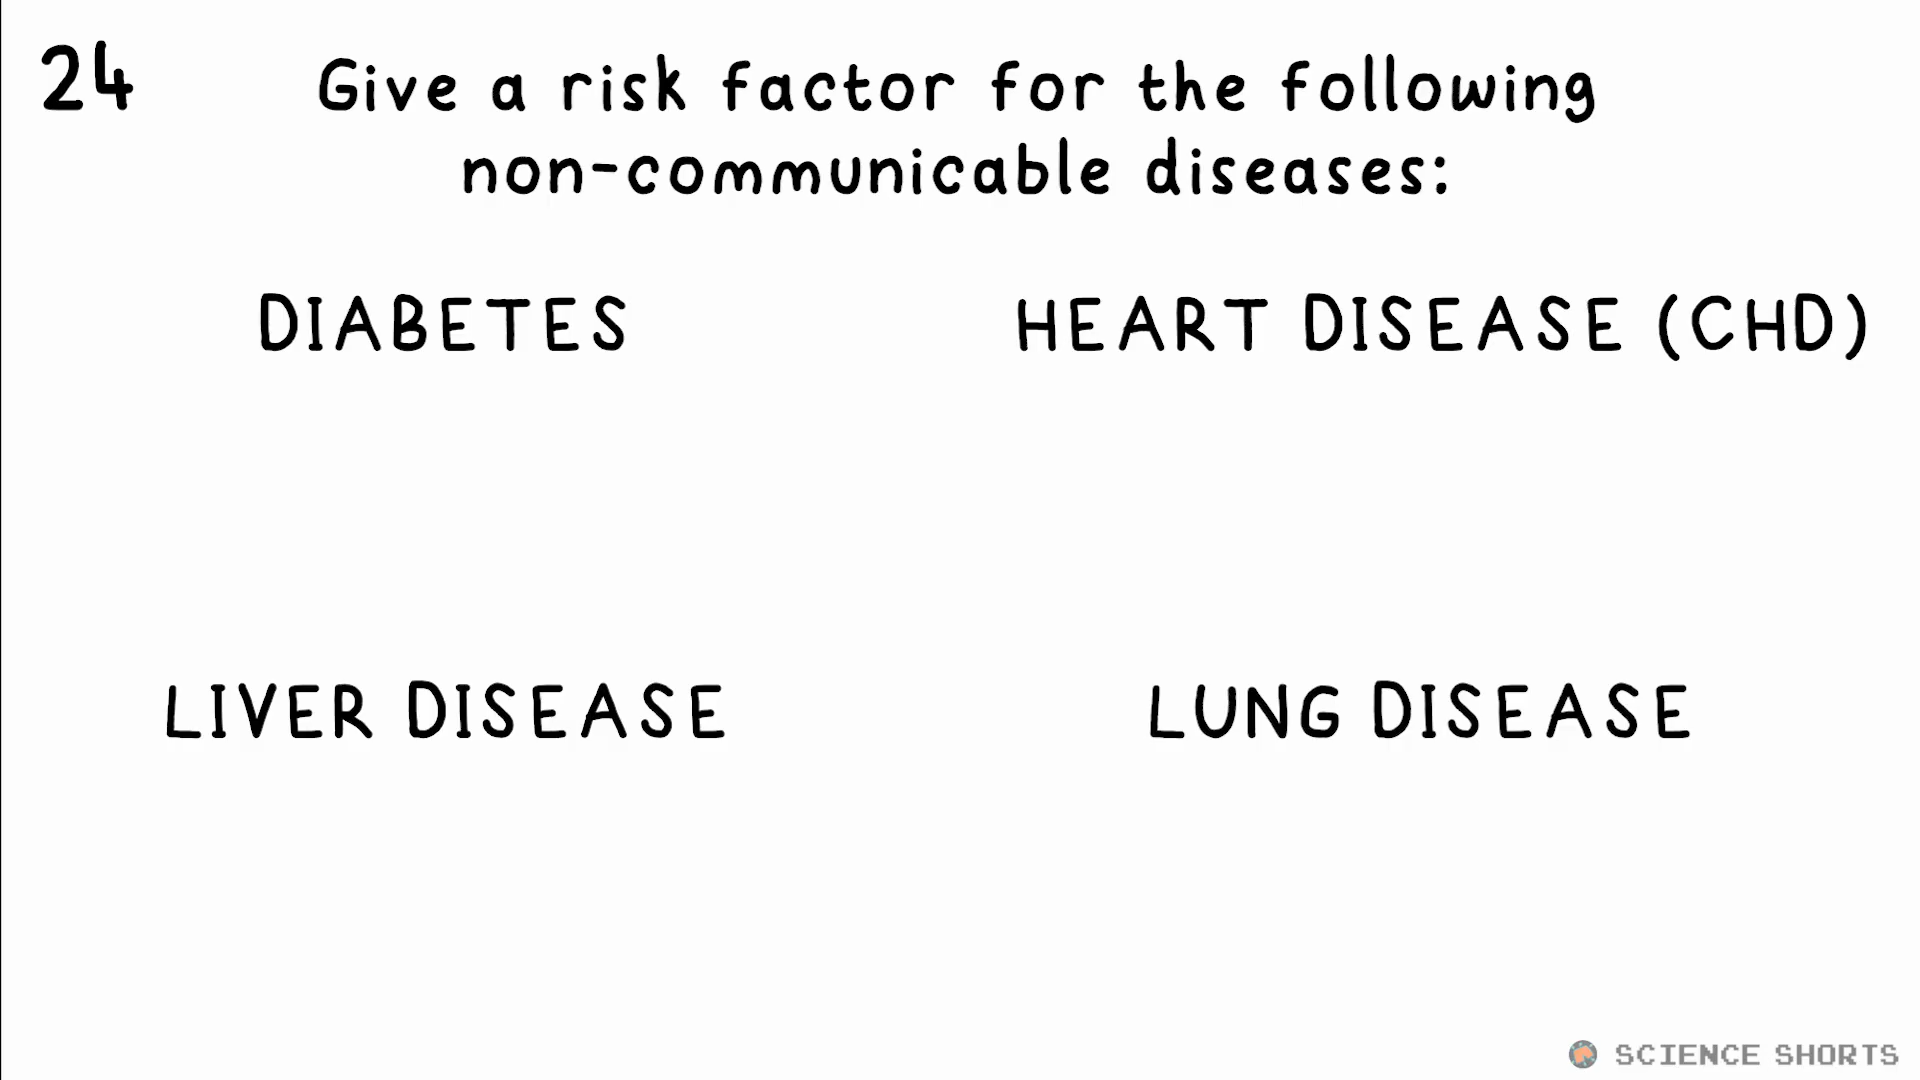 24
Give a risk factor for the following
non-communicable diseases:
DIABETES
HEART DISEASE (CHD)
LIVER DISEASE
LUNG DISEASE
SCIENCE SHORTS